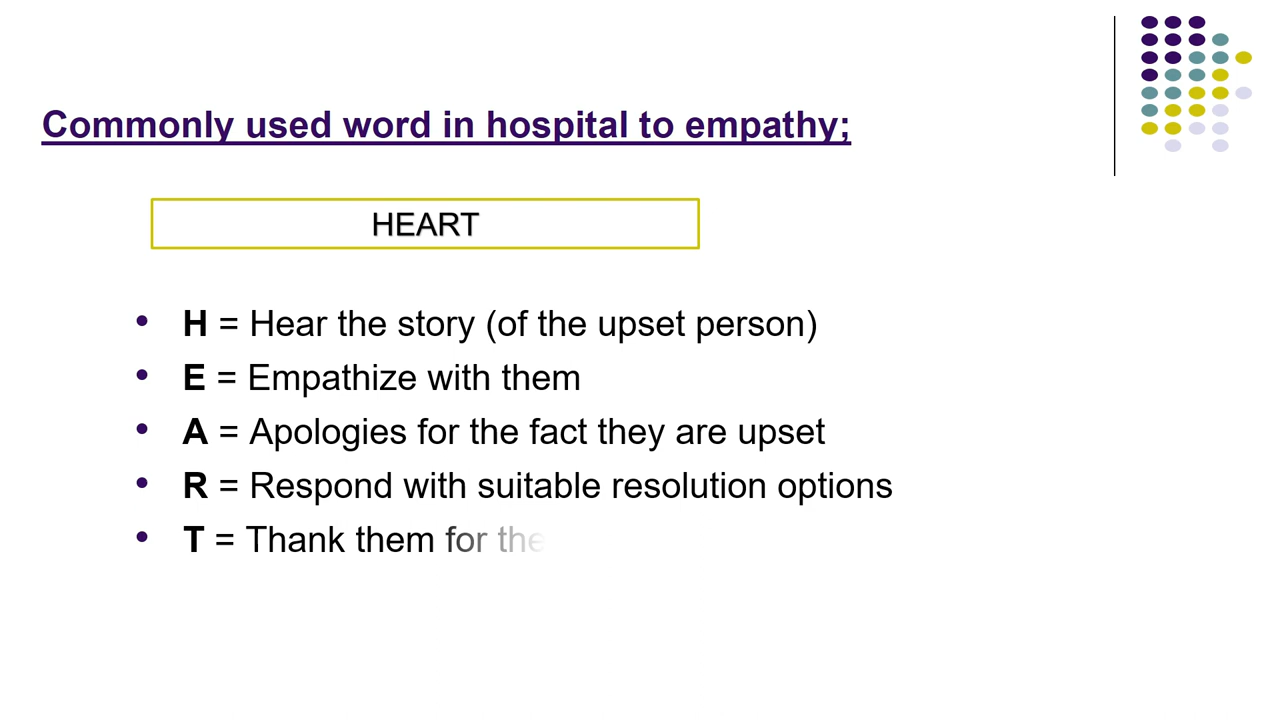 Commonly used word in hospital to empathy;
HEART
• H = Hear the story (of the upset person)
• E = Empathize with them
• A = Apologies for the fact they are upset
• R = Respond with suitable resolution options
• T = Thank them for the